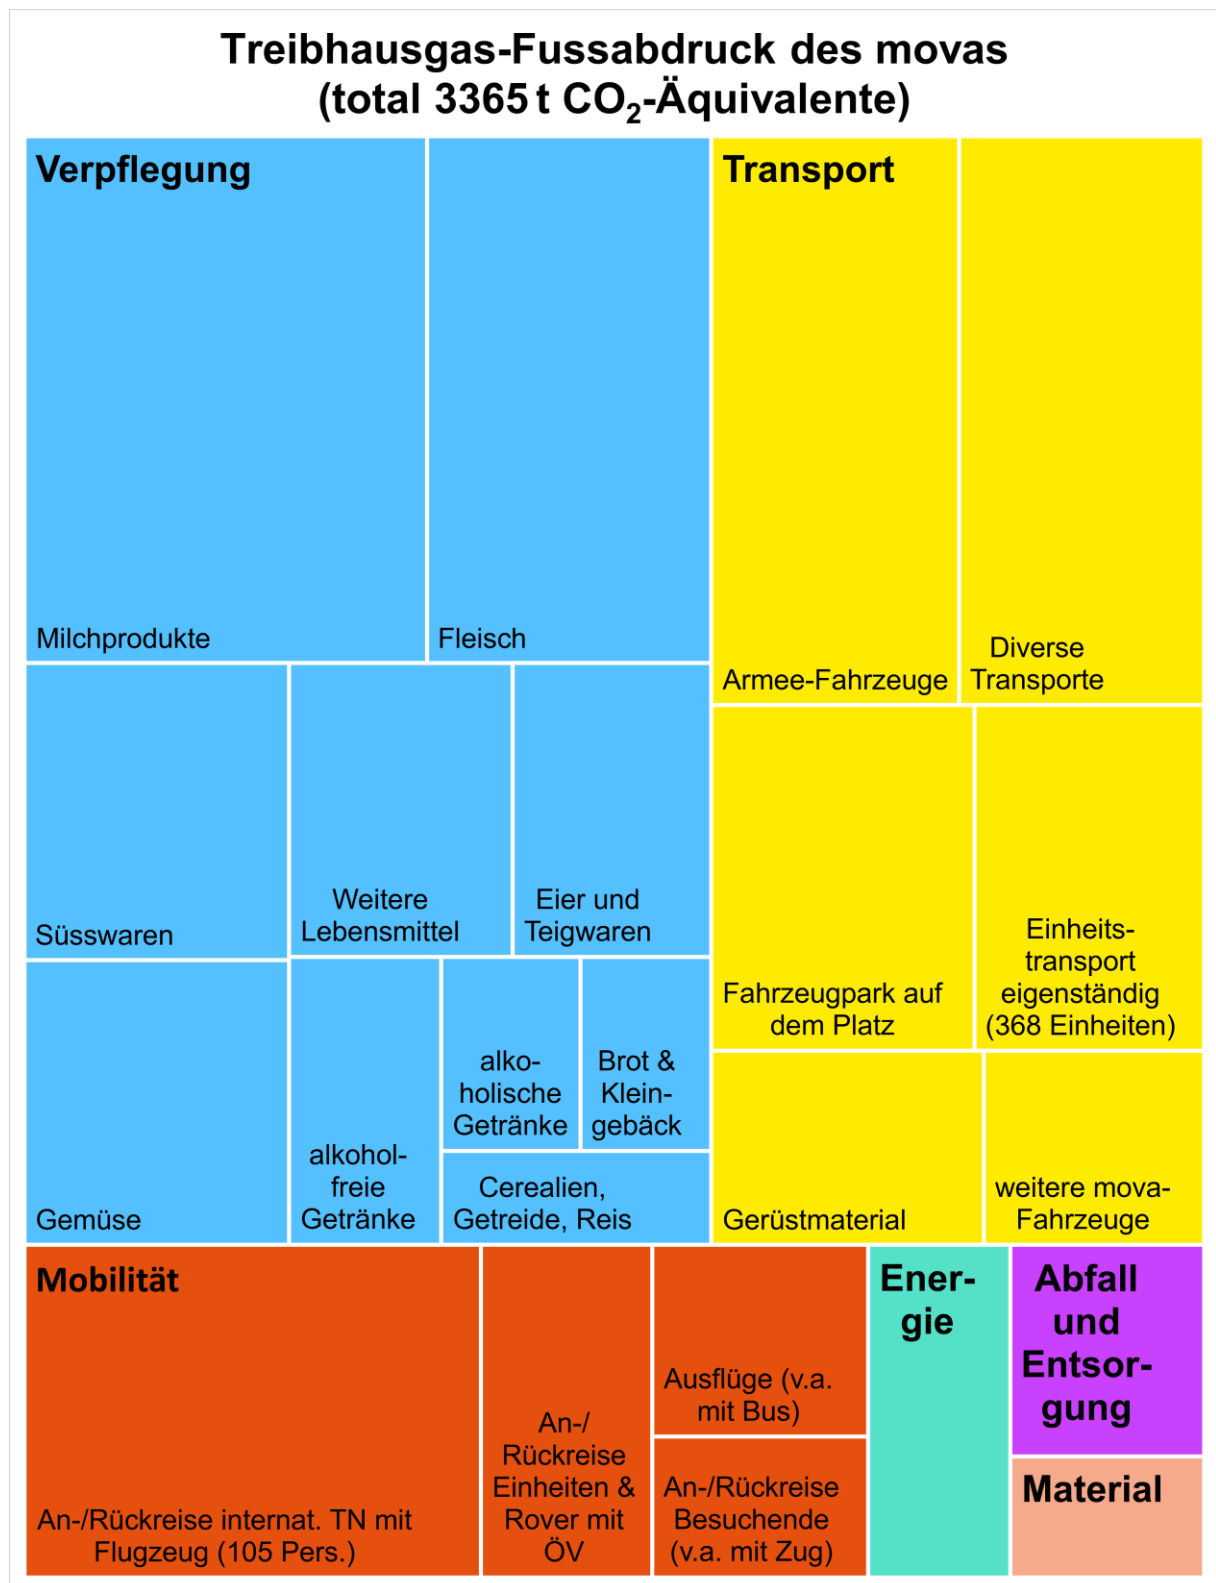 Treibhausgas-Fussabdruck des movas
(total 3365 t CO₂-Äquivalente)
Verpflegung
Milchprodukte
Fleisch
Süsswaren
Weitere
Lebensmittel
Eier und
Teigwaren
Gemüse
alkohol-
freie
Getränke
alko-
holische
Getränke
Brot &
Klein-
gebäck
Cerealien,
Getreide, Reis
Transport
Armee-Fahrzeuge
Diverse
Transporte
Fahrzeugpark auf
dem Platz
Einheits-
transport
eigenständig
(368 Einheiten)
Gerüstmaterial
weitere mova-
Fahrzeuge
Mobilität
An-/Rückreise internat. TN mit
Flugzeug (105 Pers.)
An-/
Rückreise
Einheiten &
Rover mit
ÖV
Ausflüge (v.a.
mit Bus)
An-/Rückreise
Besuchende
(v.a. mit Zug)
Ener-
gie
Abfall
und
Entsor-
gung
Material